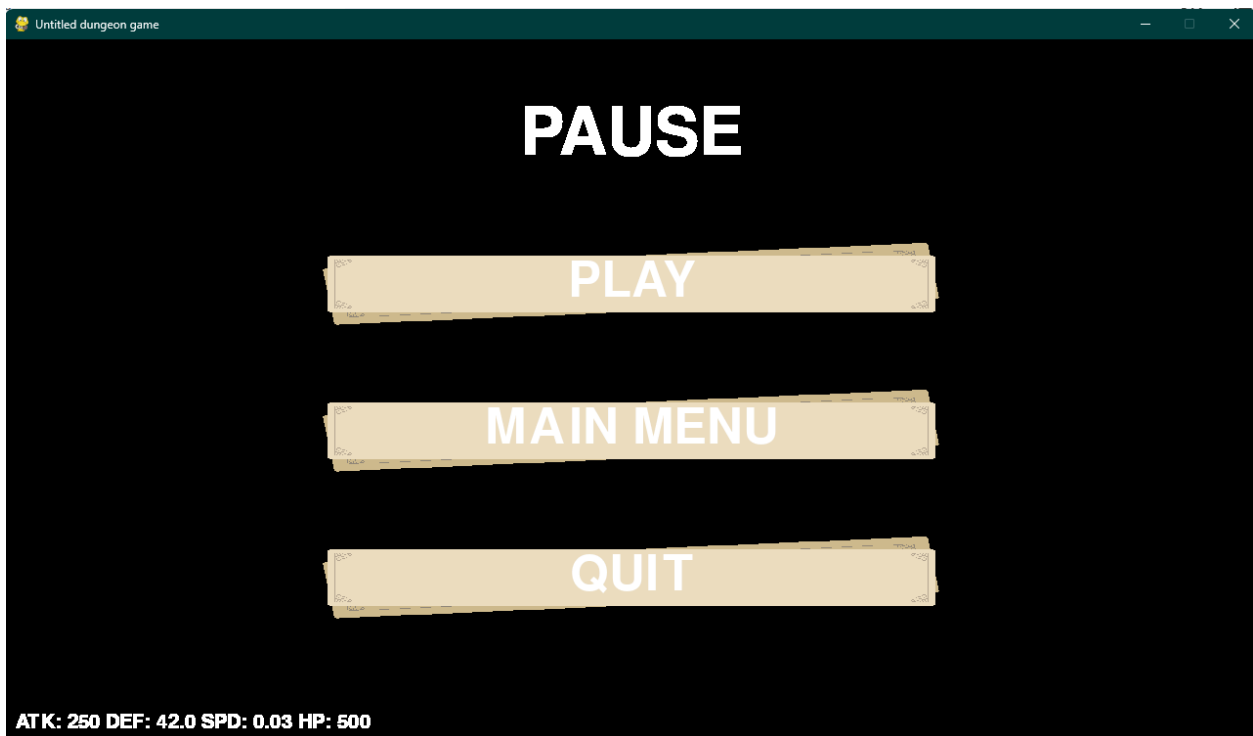 Untitled dungeon game
PAUSE
PLAY
MAIN MENU
QUIT
ATK: 250 DEF: 42.0 SPD: 0.03 HP: 500